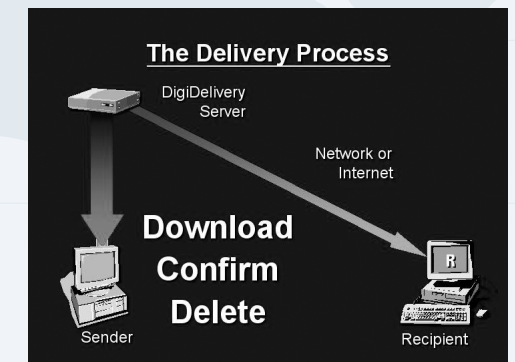 The Delivery Process
DigiDelivery
Server
Network or
Internet
Download
Confirm
Delete
R
Sender
Recipient